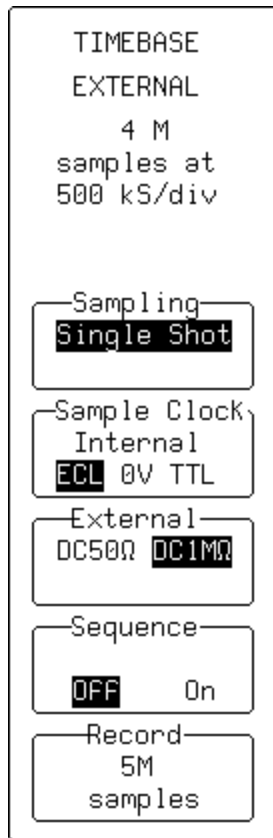 TIMEBASE
EXTERNAL
4 M
samples at
500 kS/div
Sampling
Single Shot
Sample Clock
Internal
ECL 0V TTL
External
DC50Ω DC1MΩ
Sequence
OFF On
Record
5M
samples